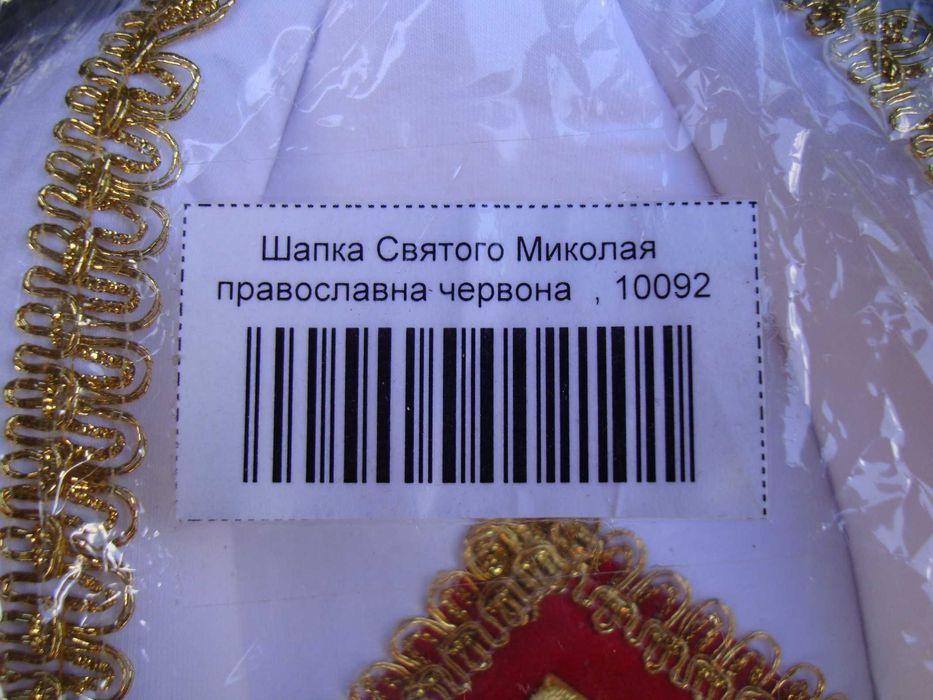 Шапка Святого Миколая
православна червона , 10092